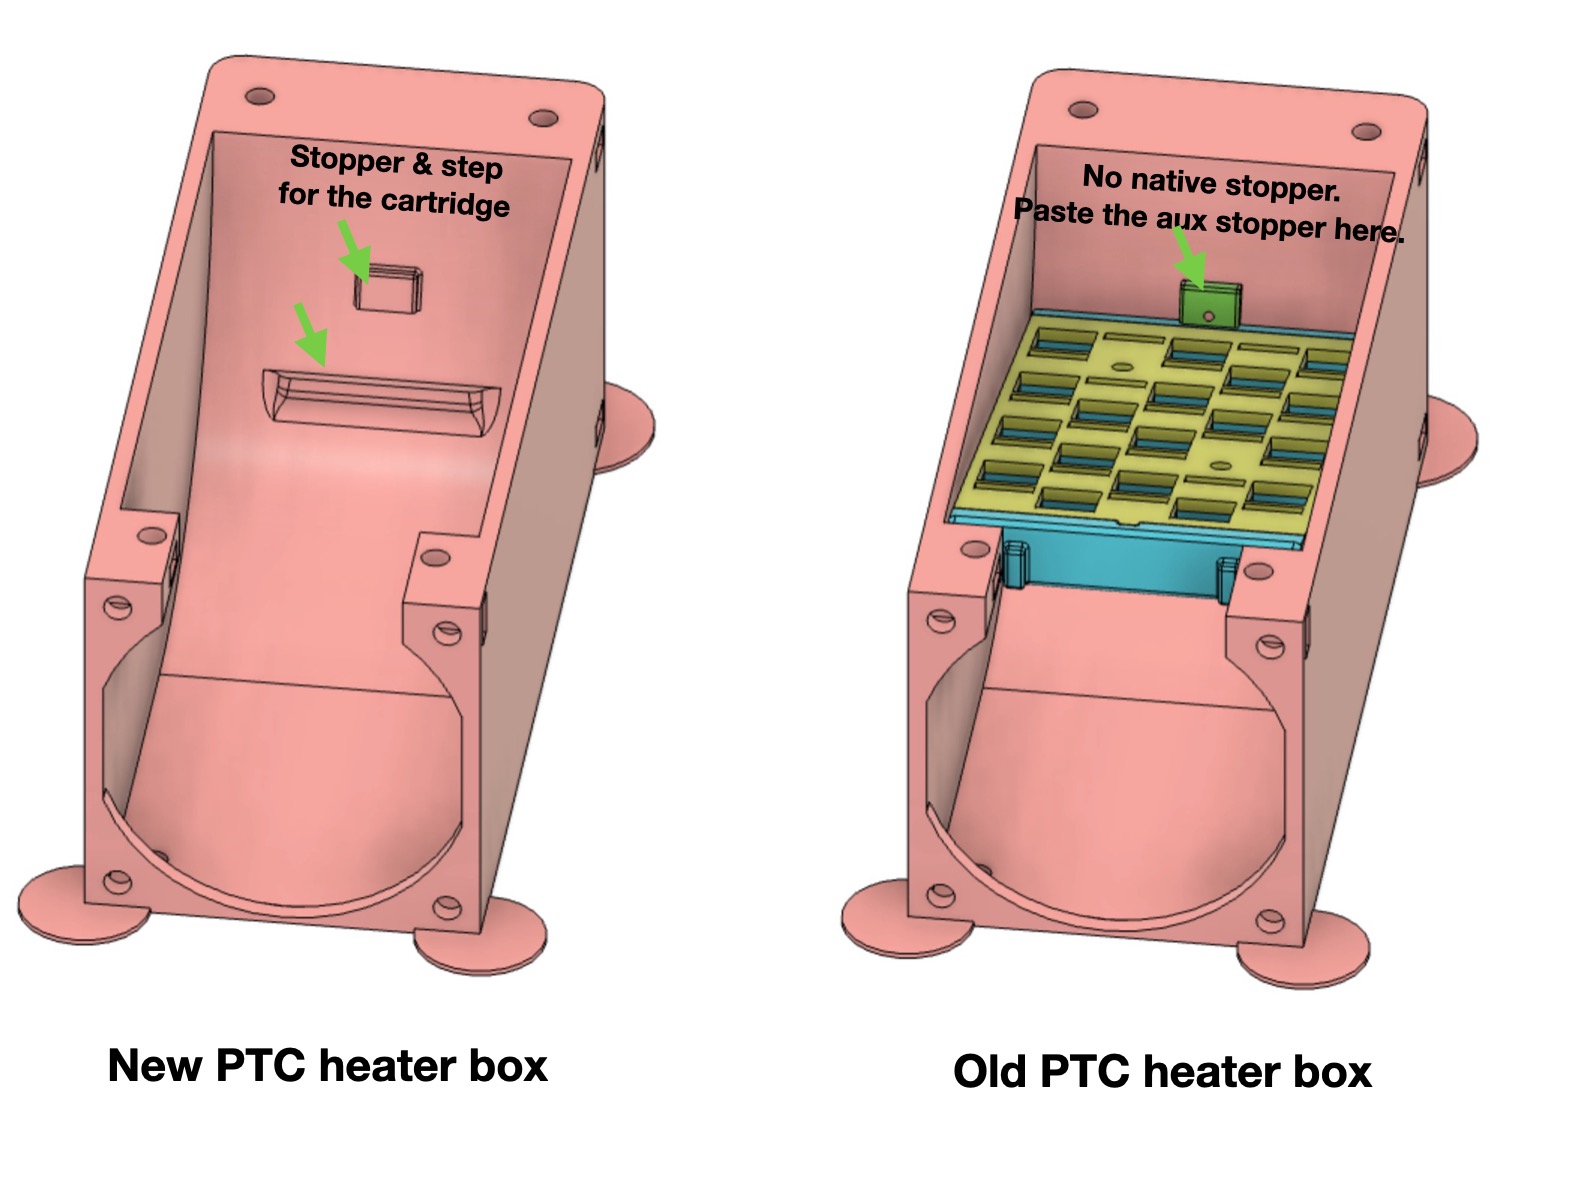 Stopper & step
for the cartridge
No native stopper.
Paste the aux stopper here.
New PTC heater box
Old PTC heater box